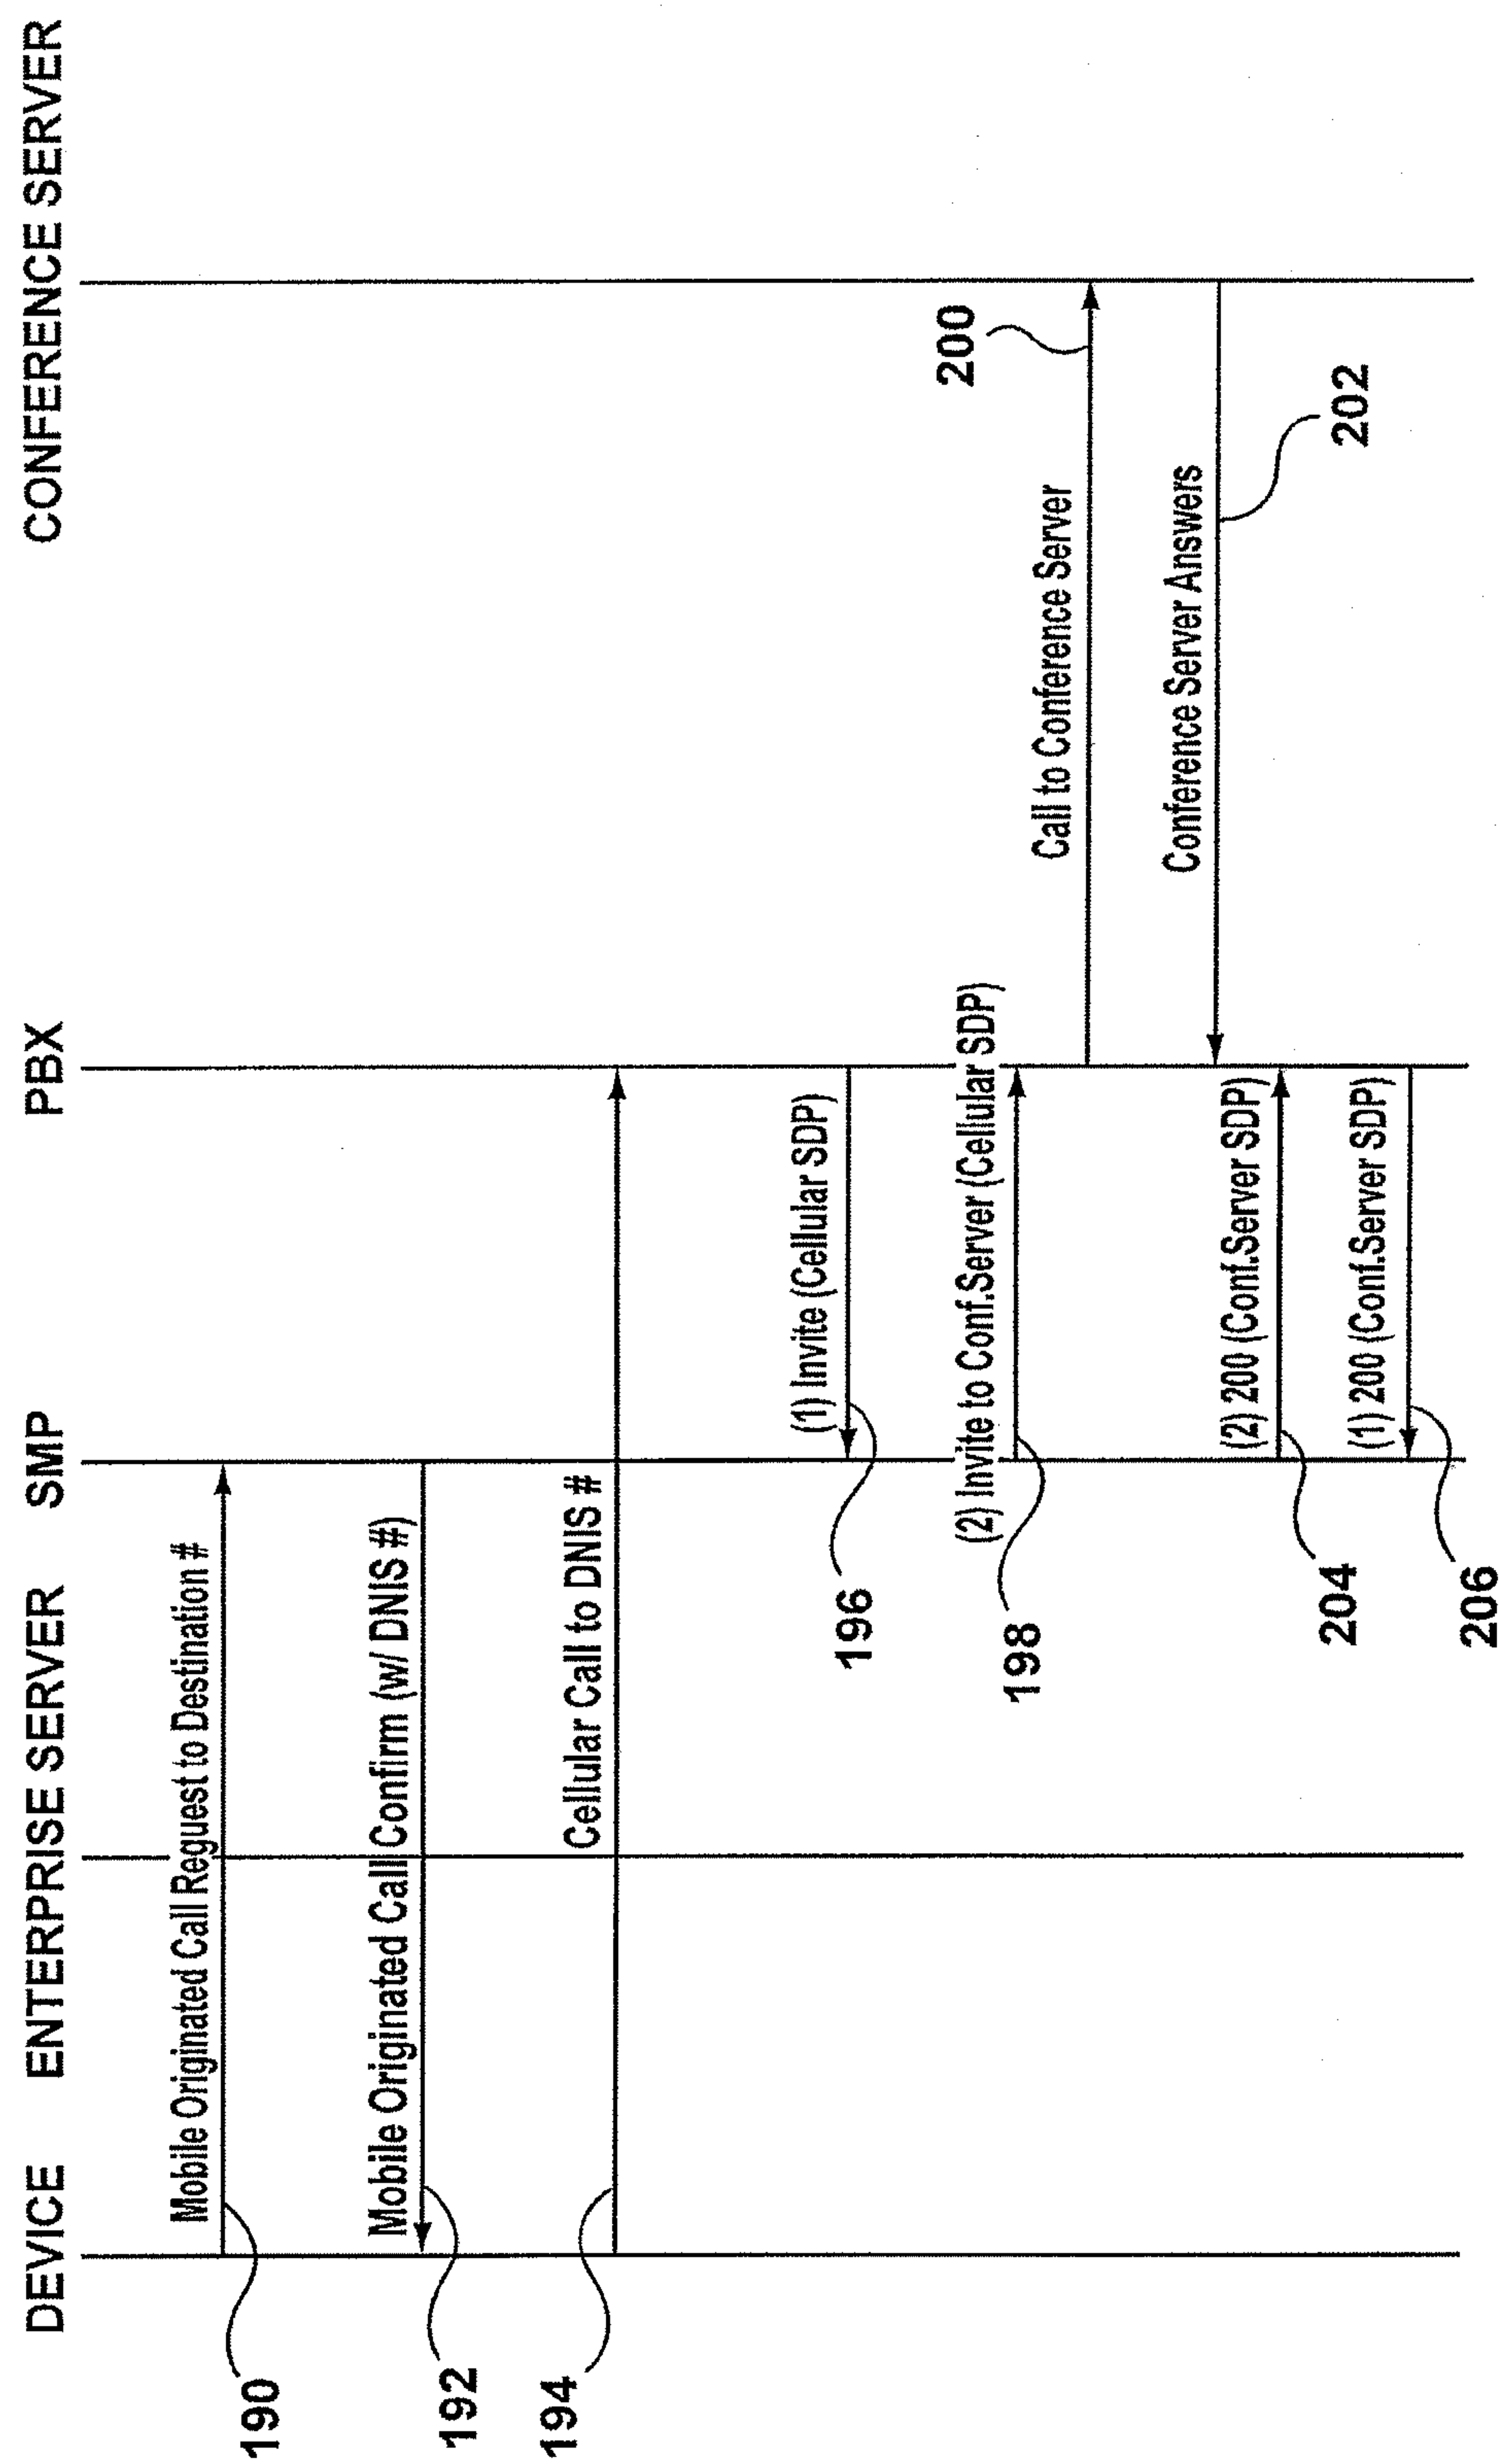 DEVICE ENTERPRISE SERVER SMP PBX CONFERENCE SERVER
Mobile Originated Call Request to Destination #
190
Mobile Originated Call Confirm (w/ DNIS #)
192
Cellular Call to DNIS #
194
(1) Invite (Cellular SDP)
196
(2) Invite to Conf.Server (Cellular SDP)
198
200
Call to Conference Server
Conference Server Answers
202
(2) 200 (Conf.Server SDP)
204
(1) 200 (Conf.Server SDP)
206